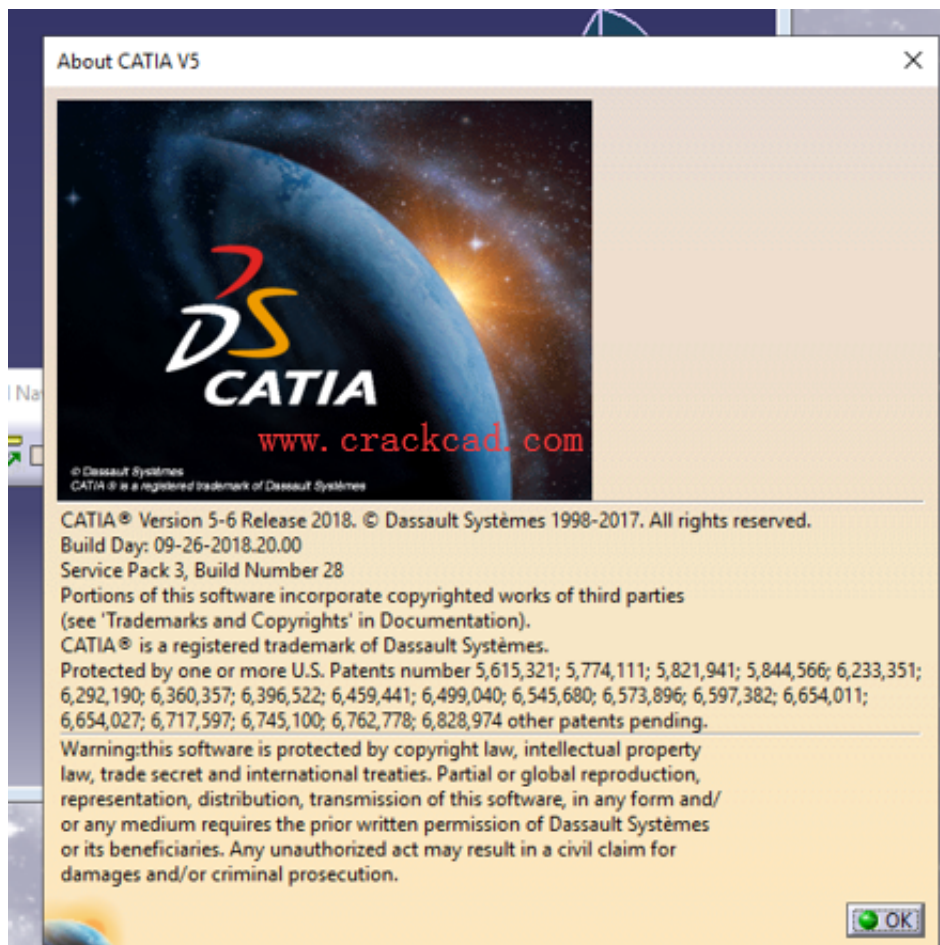 About CATIA V5
DS
CATIA
www.crackcad.com
© Dassault Systèmes
CATIA ® is a registered trademark of Dassault Systèmes
Nav
CATIA® Version 5-6 Release 2018. © Dassault Systèmes 1998-2017. All rights reserved.
Build Day: 09-26-2018.20.00
Service Pack 3, Build Number 28
Portions of this software incorporate copyrighted works of third parties
(see 'Trademarks and Copyrights' in Documentation).
CATIA® is a registered trademark of Dassault Systèmes.
Protected by one or more U.S. Patents number 5,615,321; 5,774,111; 5,821,941; 5,844,566; 6,233,351;
6,292,190; 6,360,357; 6,396,522; 6,459,441; 6,499,040; 6,545,680; 6,573,896; 6,597,382; 6,654,011;
6,654,027; 6,717,597; 6,745,100; 6,762,778; 6,828,974 other patents pending.
Warning:this software is protected by copyright law, intellectual property
law, trade secret and international treaties. Partial or global reproduction,
representation, distribution, transmission of this software, in any form and/
or any medium requires the prior written permission of Dassault Systèmes
or its beneficiaries. Any unauthorized act may result in a civil claim for
damages and/or criminal prosecution.
OK